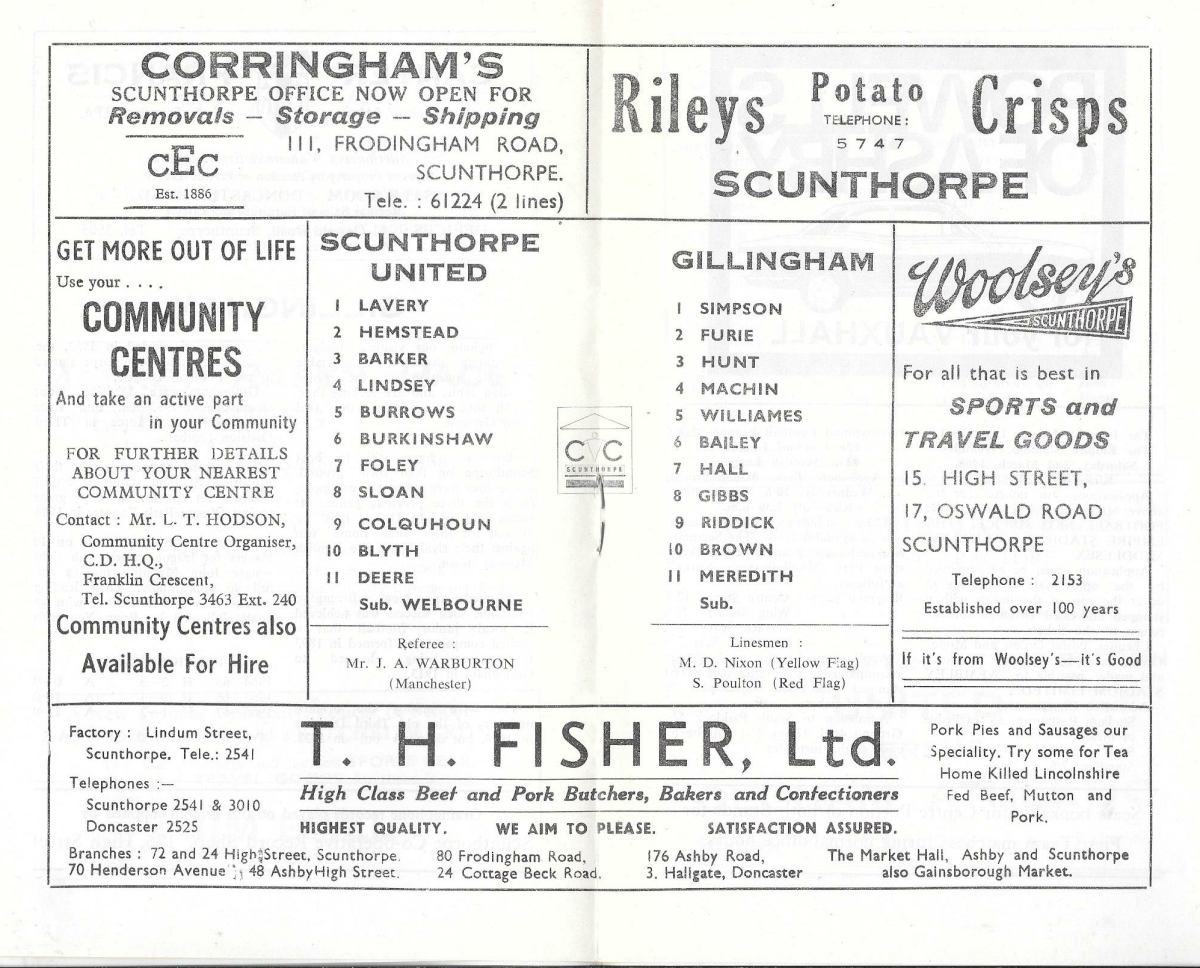 CORRINGHAM'S
SCUNTHORPE OFFICE NOW OPEN FOR
Removals — Storage — Shipping
CEC
Est. 1886
111, FRODINGHAM ROAD,
SCUNTHORPE.
Tele. : 61224 (2 lines)
Rileys Potato Crisps
TELEPHONE :
5747
SCUNTHORPE
GET MORE OUT OF LIFE
Use your . . . .
COMMUNITY
CENTRES
And take an active part
in your Community
FOR FURTHER DETAILS
ABOUT YOUR NEAREST
COMMUNITY CENTRE
Contact : Mr. L. T. HODSON,
Community Centre Organiser,
C.D. H.Q.,
Franklin Crescent,
Tel. Scunthorpe 3463 Ext. 240
Community Centres also
Available For Hire
SCUNTHORPE
UNITED
1 LAVERY
2 HEMSTEAD
3 BARKER
4 LINDSEY
5 BURROWS
6 BURKINSHAW
7 FOLEY
8 SLOAN
9 COLQUHOUN
10 BLYTH
11 DEERE
Sub. WELBOURNE
Referee :
Mr. J. A. WARBURTON
(Manchester)
CC
SCUNTHORPE
GILLINGHAM
1 SIMPSON
2 FURIE
3 HUNT
4 MACHIN
5 WILLIAMES
6 BAILEY
7 HALL
8 GIBBS
9 RIDDICK
10 BROWN
11 MEREDITH
Sub.
Linesmen :
M. D. Nixon (Yellow Flag)
S. Poulton (Red Flag)
Woolsey's
SCUNTHORPE
For all that is best in
SPORTS and
TRAVEL GOODS
15, HIGH STREET,
17, OSWALD ROAD
SCUNTHORPE
Telephone : 2153
Established over 100 years
If it's from Woolsey's—it's Good
Factory : Lindum Street,
Scunthorpe. Tele.: 2541
Telephones :—
Scunthorpe 2541 & 3010
Doncaster 2525
T. H. FISHER, Ltd.
High Class Beef and Pork Butchers, Bakers and Confectioners
HIGHEST QUALITY. WE AIM TO PLEASE. SATISFACTION ASSURED.
Pork Pies and Sausages our
Speciality. Try some for Tea
Home Killed Lincolnshire
Fed Beef, Mutton and
Pork.
Branches : 72 and 24 High Street, Scunthorpe. 80 Frodingham Road, 176 Ashby Road, The Market Hall, Ashby and Scunthorpe
70 Henderson Avenue 48 Ashby High Street. 24 Cottage Beck Road. 3. Hallgate, Doncaster also Gainsborough Market.